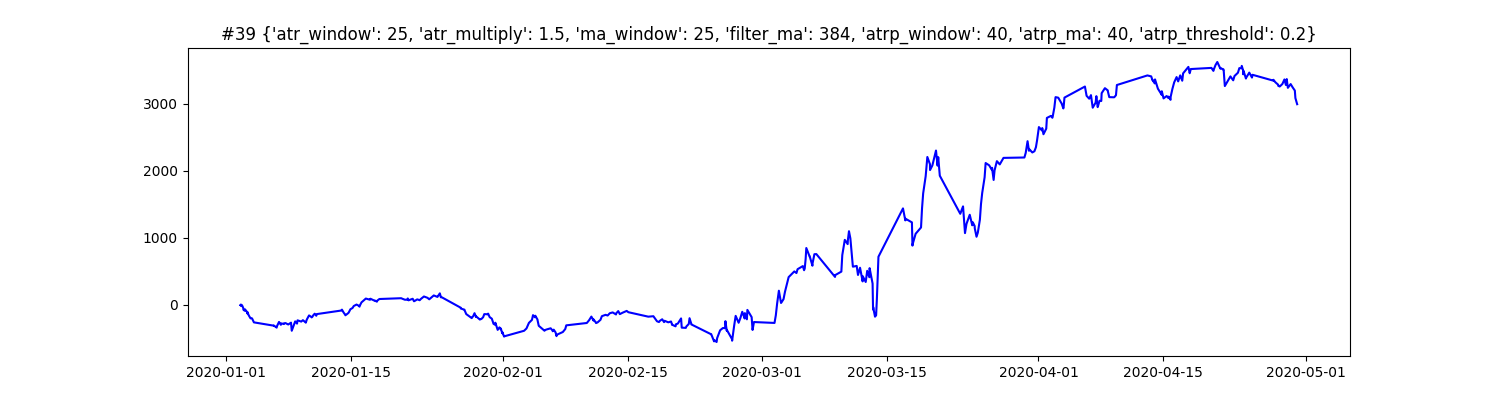 #39 {'atr_window': 25, 'atr_multiply': 1.5, 'ma_window': 25, 'filter_ma': 384, 'atrp_window': 40, 'atrp_ma': 40, 'atrp_threshold': 0.2}
3000
2000
1000
0
2020-01-01 2020-01-15 2020-02-01 2020-02-15 2020-03-01 2020-03-15 2020-04-01 2020-04-15 2020-05-01